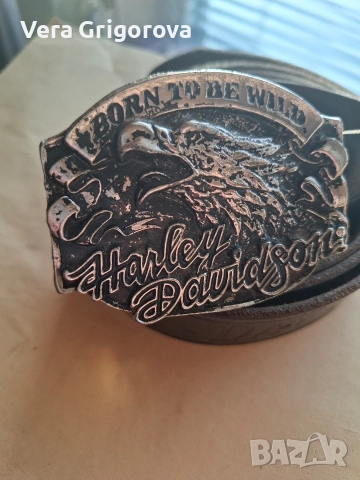 Vera Grigorova
BORN TO BE WILD
Harley
Davidson
BAZAR